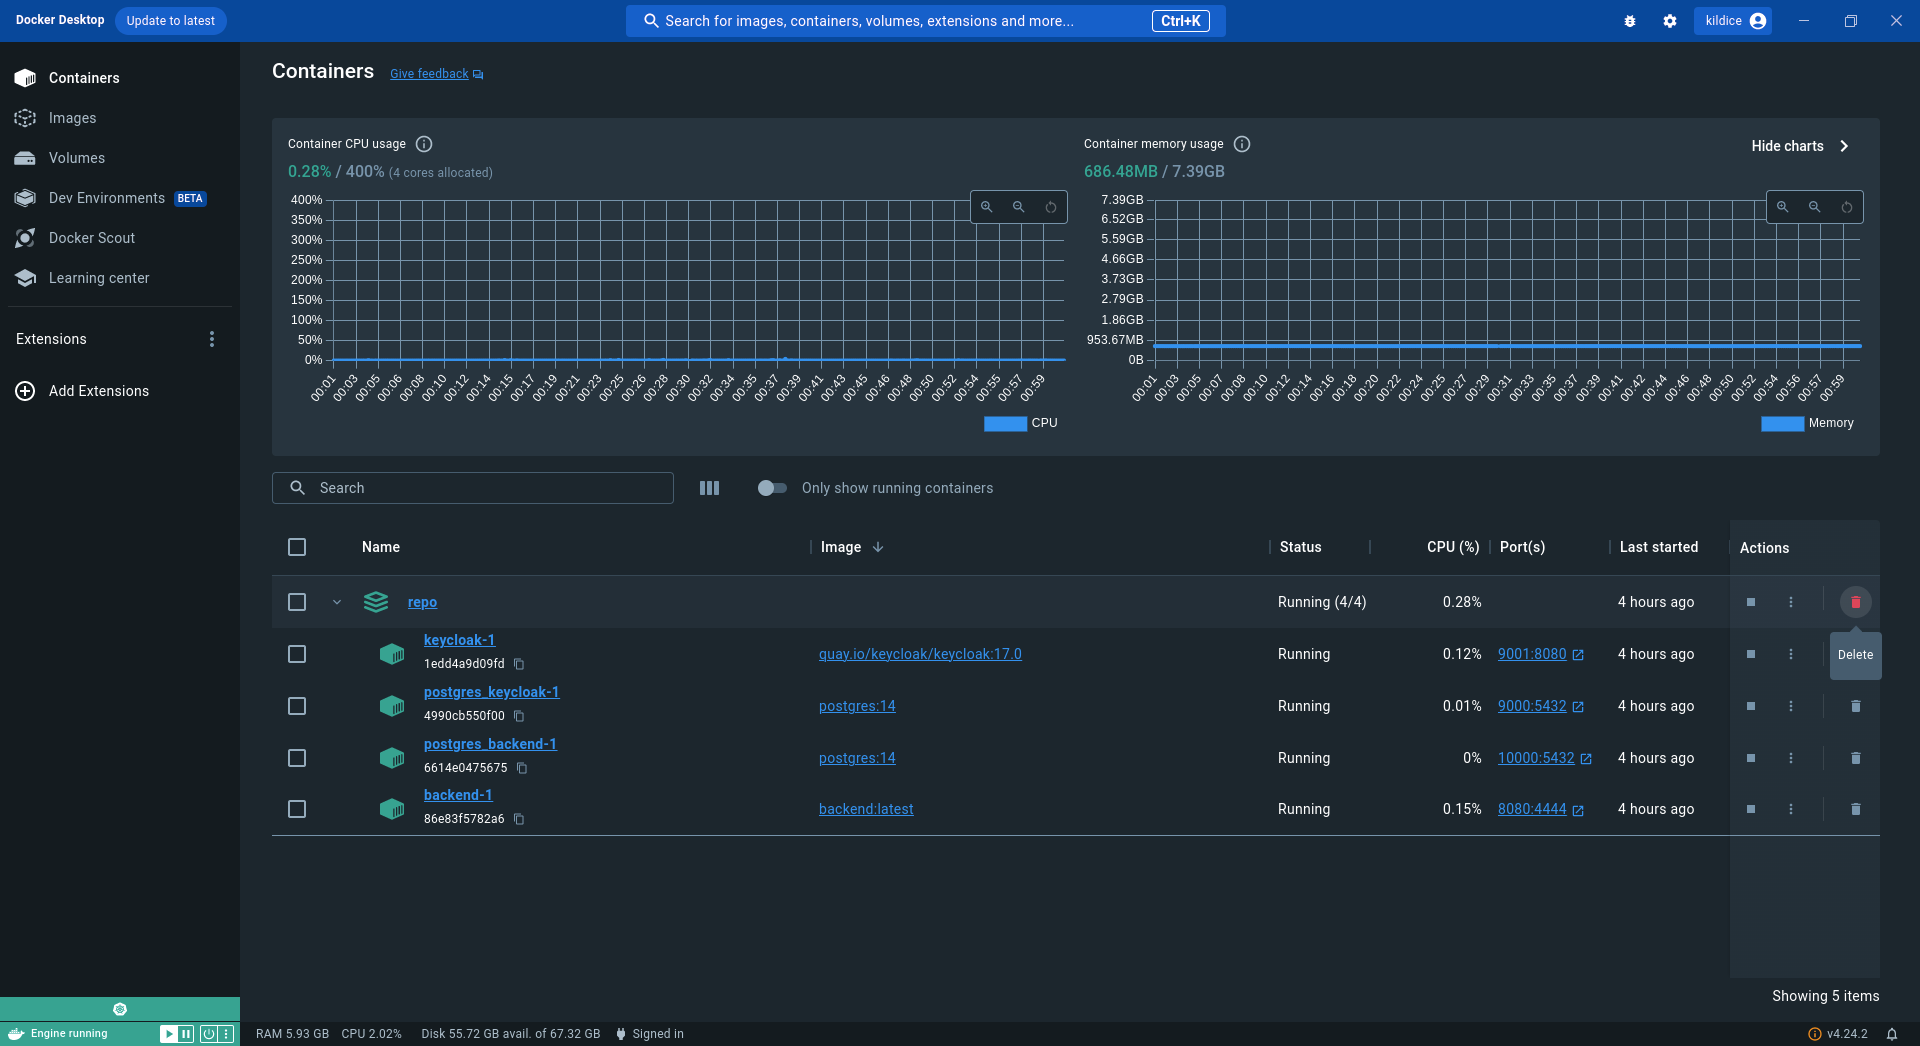 Docker Desktop Update to latest Search for images, containers, volumes, extensions and more... Ctrl+K kildice
Containers
Images
Volumes
Dev Environments BETA
Docker Scout
Learning center
Extensions
Add Extensions
Containers Give feedback
Container CPU usage
0.28% / 400% (4 cores allocated)
400%
350%
300%
250%
200%
150%
100%
50%
0%
00:01 00:03 00:05 00:06 00:08 00:10 00:12 00:14 00:15 00:17 00:19 00:21 00:23 00:25 00:26 00:28 00:30 00:32 00:34 00:35 00:37 00:39 00:41 00:43 00:45 00:46 00:48 00:50 00:52 00:54 00:55 00:57 00:59
CPU
Container memory usage
Hide charts
686.48MB / 7.39GB
7.39GB
6.52GB
5.59GB
4.66GB
3.73GB
2.79GB
1.86GB
953.67MB
0B
00:01 00:03 00:05 00:07 00:08 00:10 00:12 00:14 00:16 00:18 00:20 00:22 00:24 00:25 00:27 00:29 00:31 00:33 00:35 00:37 00:39 00:41 00:42 00:44 00:46 00:48 00:50 00:52 00:54 00:56 00:57 00:59
Memory
Search Only show running containers
Name Image Status CPU (%) Port(s) Last started Actions
repo Running (4/4) 0.28% 4 hours ago
keycloak-1
1edd4a9d09fd quay.io/keycloak/keycloak:17.0 Running 0.12% 9001:8080 4 hours ago
Delete
postgres_keycloak-1
4990cb550f00 postgres:14 Running 0.01% 9000:5432 4 hours ago
postgres_backend-1
6614e0475675 postgres:14 Running 0% 10000:5432 4 hours ago
backend-1
86e83f5782a6 backend:latest Running 0.15% 8080:4444 4 hours ago
Showing 5 items
Engine running RAM 5.93 GB CPU 2.02% Disk 55.72 GB avail. of 67.32 GB Signed in v4.24.2